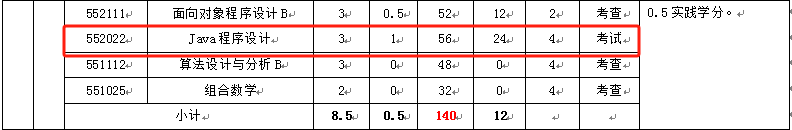 552111 面向对象程序设计B 3 0.5 52 12 2 考查 0.5实践学分。
552022 Java程序设计 3 1 56 24 4 考试
551112 算法设计与分析B 3 0 48 0 4 考查
551025 组合数学 2 0 32 0 4 考查
小计 8.5 0.5 140 12